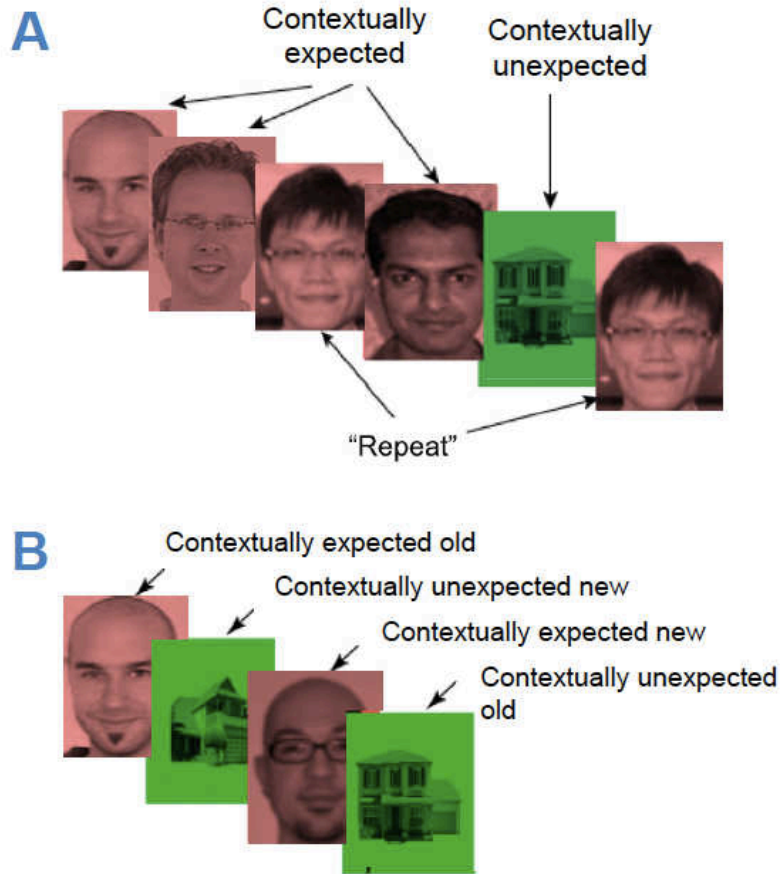 A
Contextually
expected
Contextually
unexpected
“Repeat”
B
Contextually expected old
Contextually unexpected new
Contextually expected new
Contextually unexpected
old